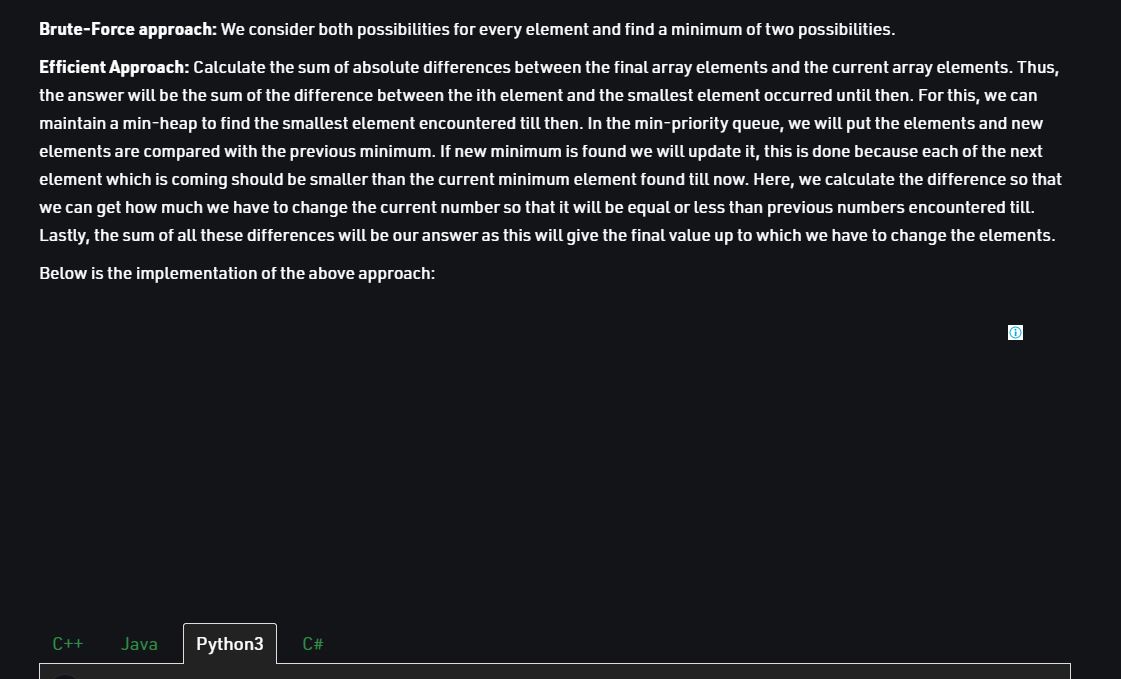 Brute-Force approach: We consider both possibilities for every element and find a minimum of two possibilities.
Efficient Approach: Calculate the sum of absolute differences between the final array elements and the current array elements. Thus,
the answer will be the sum of the difference between the ith element and the smallest element occurred until then. For this, we can
maintain a min-heap to find the smallest element encountered till then. In the min-priority queue, we will put the elements and new
elements are compared with the previous minimum. If new minimum is found we will update it, this is done because each of the next
element which is coming should be smaller than the current minimum element found till now. Here, we calculate the difference so that
we can get how much we have to change the current number so that it will be equal or less than previous numbers encountered till.
Lastly, the sum of all these differences will be our answer as this will give the final value up to which we have to change the elements.
Below is the implementation of the above approach:
C++ Java Python3 C#